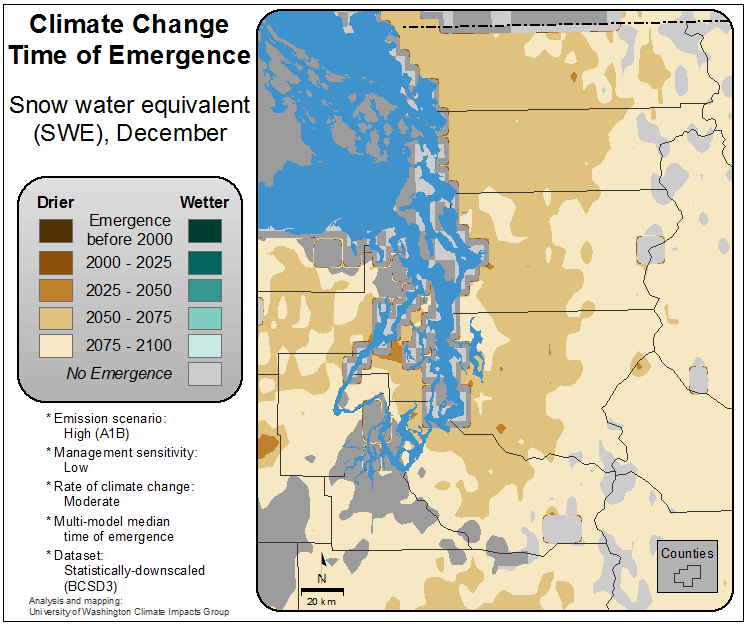 Climate Change
Time of Emergence
Snow water equivalent
(SWE), December
Drier
Wetter
Emergence
before 2000
2000 - 2025
2025 - 2050
2050 - 2075
2075 - 2100
No Emergence
* Emission scenario:
High (A1B)
* Management sensitivity:
Low
* Rate of climate change:
Moderate
* Multi-model median
time of emergence
* Dataset:
Statistically-downscaled
(BCSD3)
Analysis and mapping:
University of Washington Climate Impacts Group
N
20 km
Counties